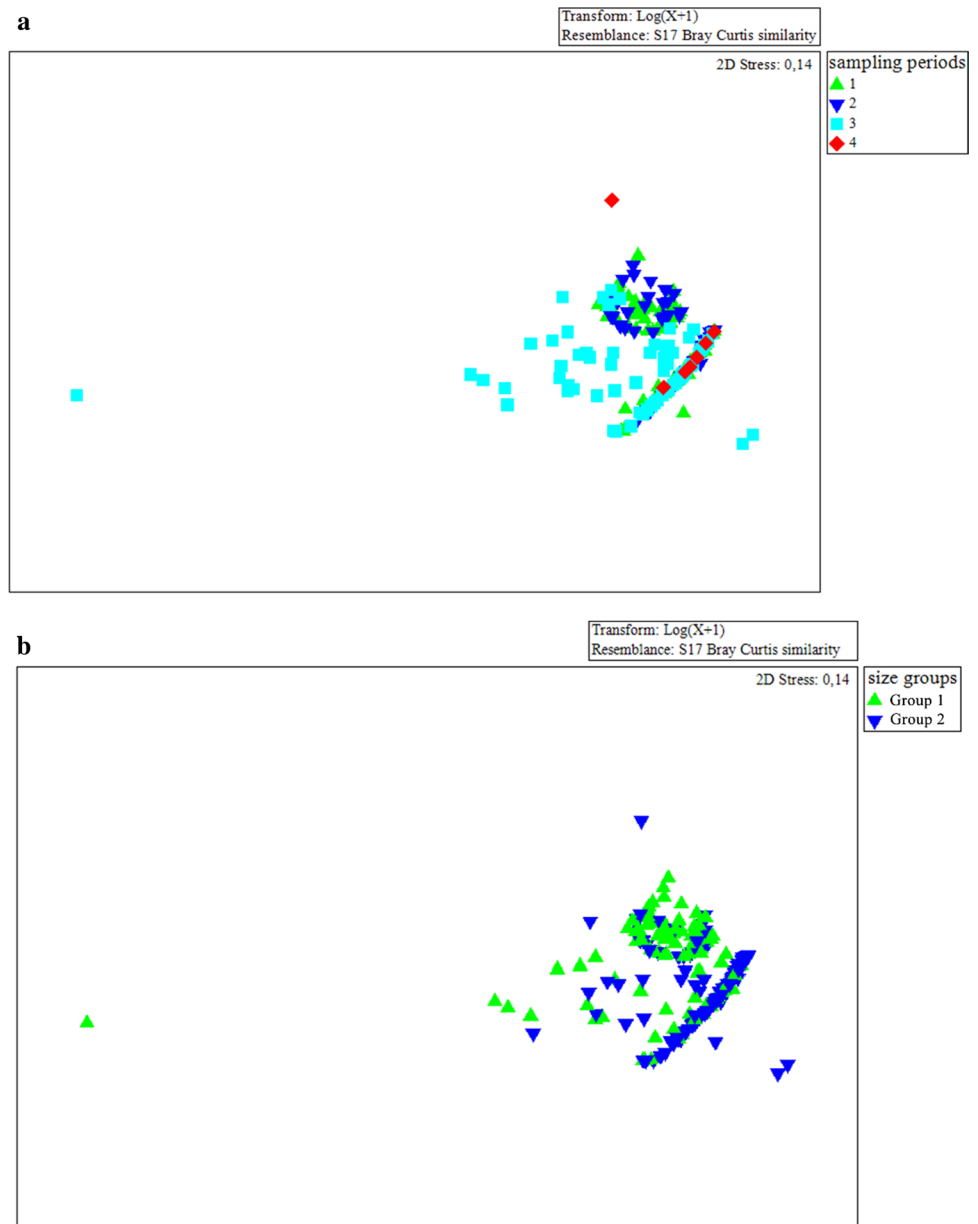 a
Transform: Log(X+1)
Resemblance: S17 Bray Curtis similarity
2D Stress: 0,14
sampling periods
1
2
3
4
b
Transform: Log(X+1)
Resemblance: S17 Bray Curtis similarity
2D Stress: 0,14
size groups
Group 1
Group 2